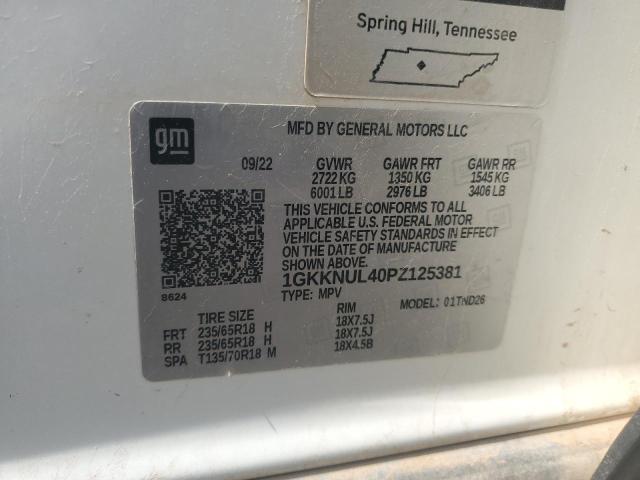 Spring Hill, Tennessee
gm
MFD BY GENERAL MOTORS LLC
09/22 GVWR GAWR FRT GAWR RR
2722 KG 1350 KG 1545 KG
6001 LB 2976 LB 3406 LB
THIS VEHICLE CONFORMS TO ALL
APPLICABLE U.S. FEDERAL MOTOR
VEHICLE SAFETY STANDARDS IN EFFECT
ON THE DATE OF MANUFACTURE
SHOWN ABOVE.
8624
1GKKNUL40PZ125381
TYPE: MPV MODEL: 01TND26
TIRE SIZE RIM
FRT 235/65R18 H 18X7.5J
RR 235/65R18 H 18X7.5J
SPA T135/70R18 M 18X4.5B